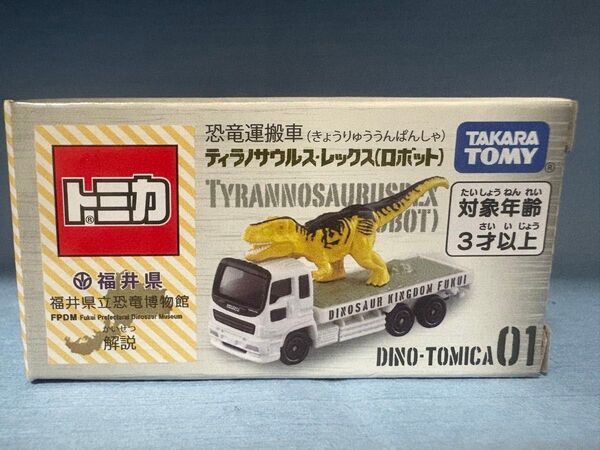 恐竜運搬車(きょうりゅううんぱんしゃ)
ティラノサウルス・レックス(ロボット)
TYRANNOSAURUS REX
(ROBOT)
トミカ
®
福井県
福井県立恐竜博物館
FPDM Fukui Prefectural Dinosaur Museum
かいせつ
解説
TAKARA
TOMY
®
たいしょうねんれい
対象年齢
さいいじょう
3才以上
DINOSAUR KINGDOM FUKUI
DINO-TOMICA 01